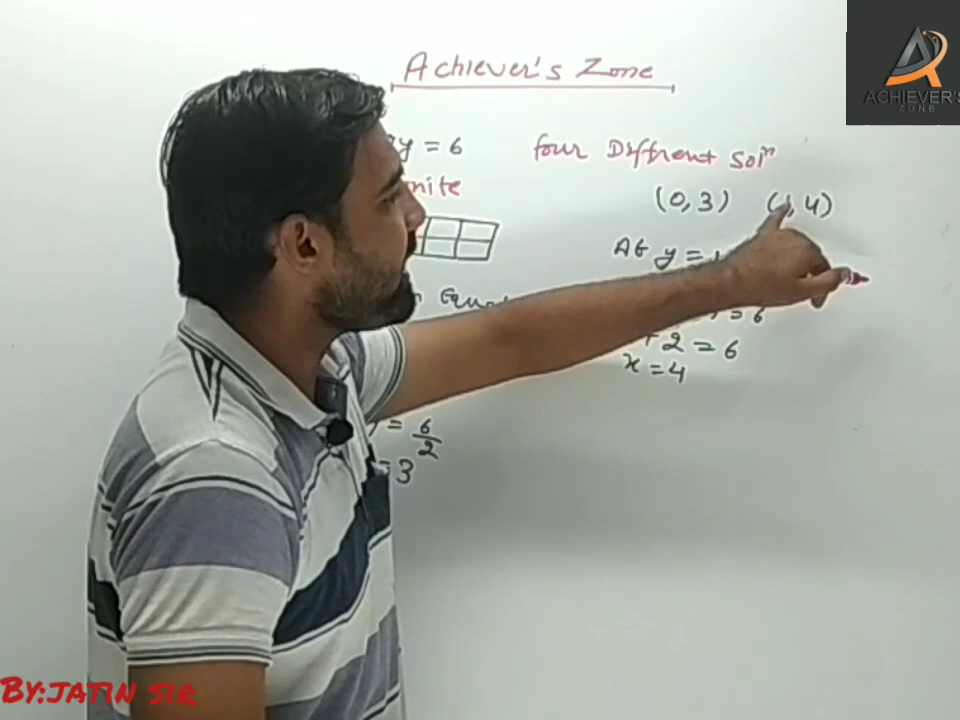 Achiever's Zone
ACHIEVER'S
ZONE
y = 6
four Diffrent Solⁿ
nite
(0, 3) (1, 4)
At y = 1
= 6
+ 2 = 6
x = 4
= 6/2
= 3
BY:JATIN SIR